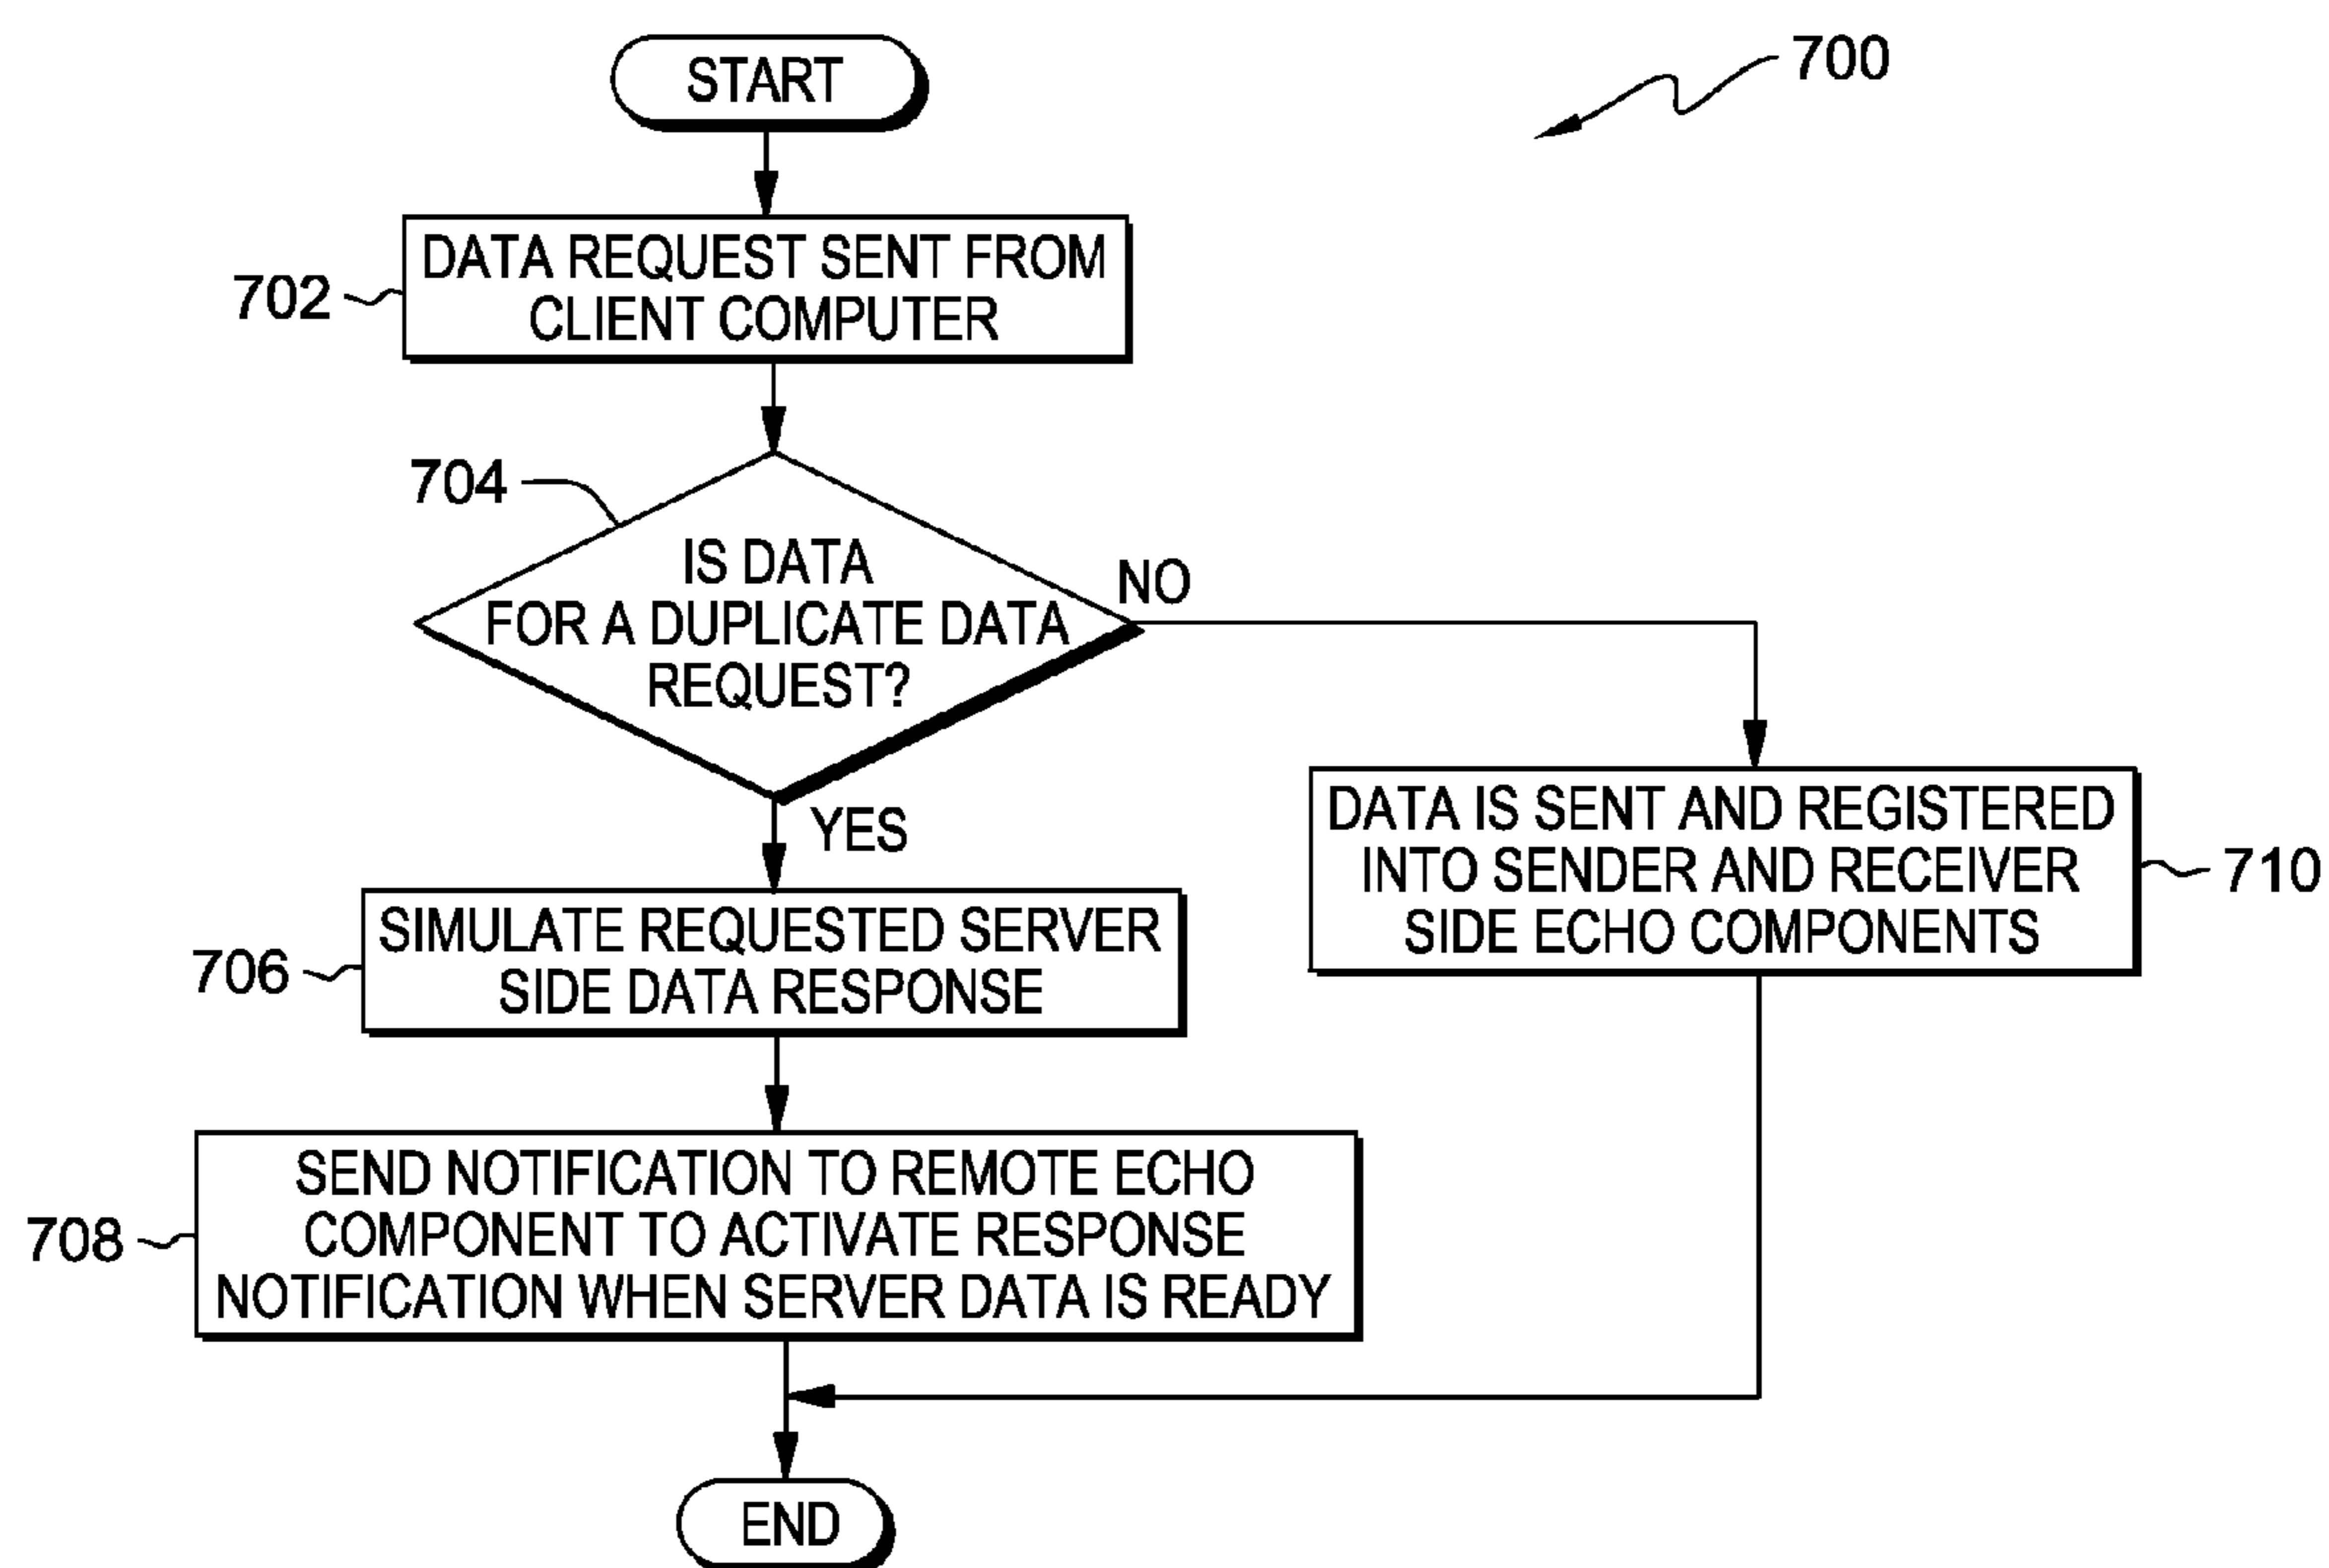 START
700
702
DATA REQUEST SENT FROM
CLIENT COMPUTER
704
IS DATA
FOR A DUPLICATE DATA
REQUEST?
NO
YES
706
SIMULATE REQUESTED SERVER
SIDE DATA RESPONSE
DATA IS SENT AND REGISTERED
INTO SENDER AND RECEIVER
SIDE ECHO COMPONENTS
710
708
SEND NOTIFICATION TO REMOTE ECHO
COMPONENT TO ACTIVATE RESPONSE
NOTIFICATION WHEN SERVER DATA IS READY
END